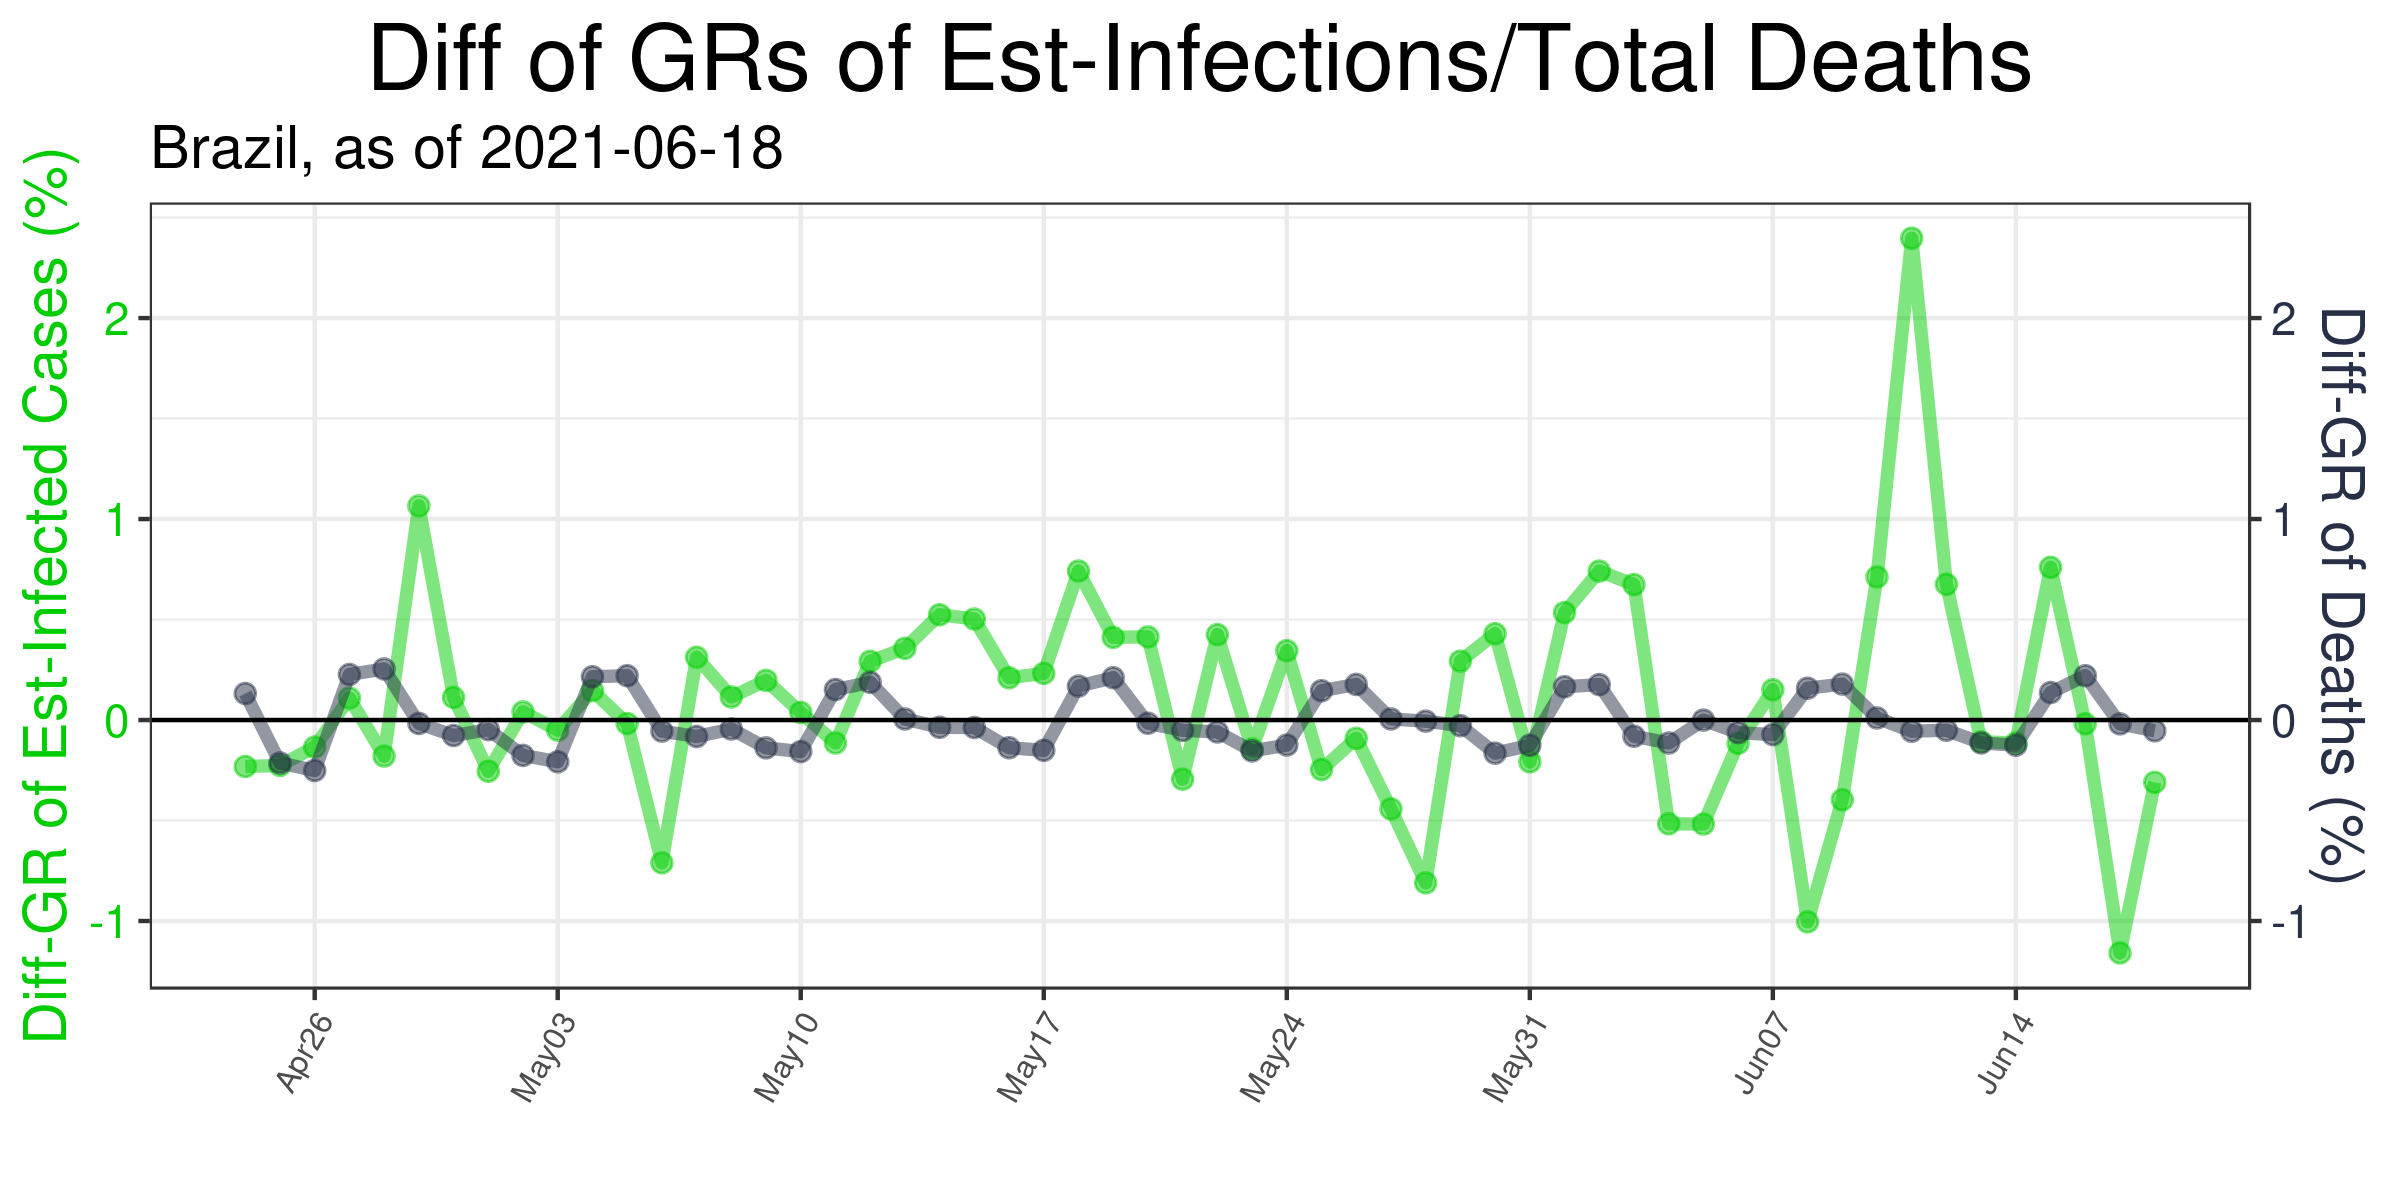 Diff of GRs of Est-Infections/Total Deaths
Brazil, as of 2021-06-18
Diff-GR of Est-Infected Cases (%)
2
1
0
-1
2
1
0
-1
Diff-GR of Deaths (%)
Apr26
May03
May10
May17
May24
May31
Jun07
Jun14